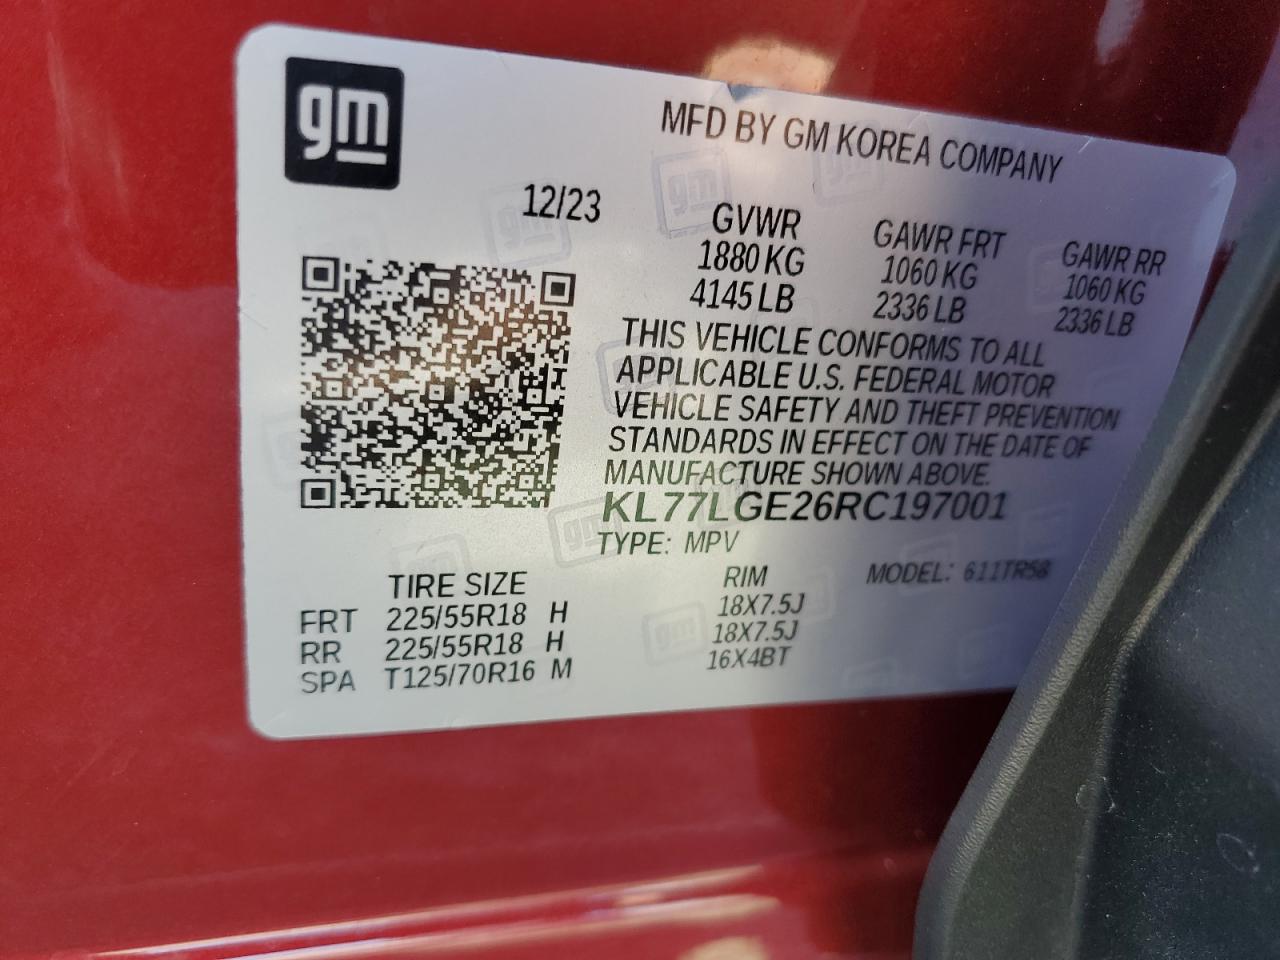 gm
MFD BY GM KOREA COMPANY
12/23
GVWR GAWR FRT GAWR RR
1880 KG 1060 KG 1060 KG
4145 LB 2336 LB 2336 LB
THIS VEHICLE CONFORMS TO ALL
APPLICABLE U.S. FEDERAL MOTOR
VEHICLE SAFETY AND THEFT PREVENTION
STANDARDS IN EFFECT ON THE DATE OF
MANUFACTURE SHOWN ABOVE.
KL77LGE26RC197001
TYPE: MPV MODEL: 611TR58
TIRE SIZE RIM
FRT 225/55R18 H 18X7.5J
RR 225/55R18 H 18X7.5J
SPA T125/70R16 M 16X4BT